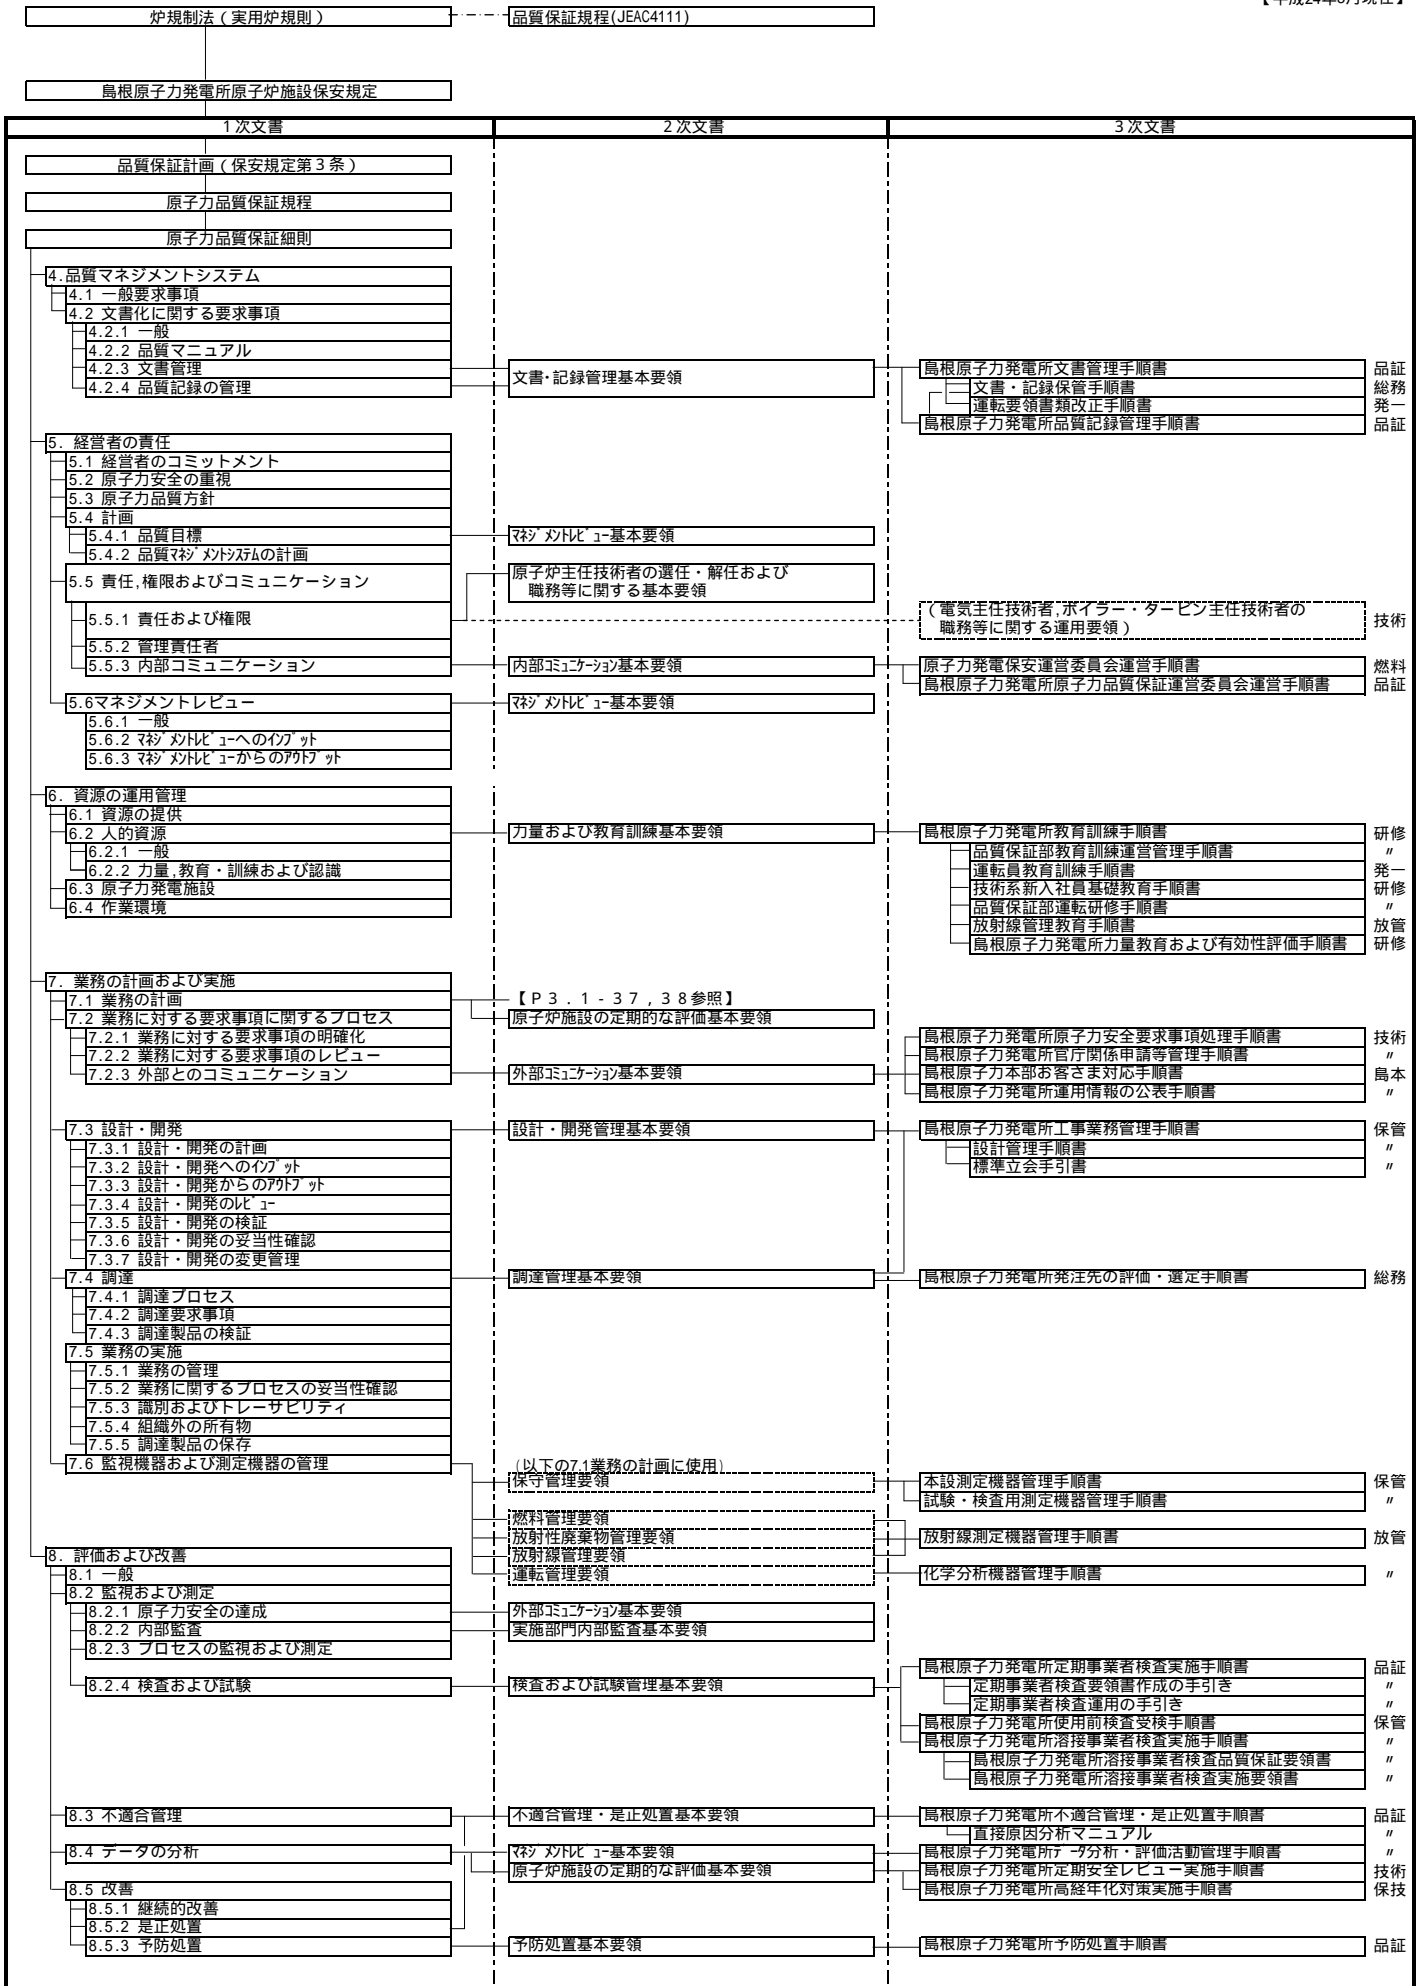 炉規制法（実用炉規則） 品質保証規程(JEAC4111)
島根原子力発電所原子炉施設保安規定
1次文書 2次文書 3次文書
品質保証計画（保安規定第3条）
原子力品質保証規程
原子力品質保証細則
4.品質マネジメントシステム
4.1 一般要求事項
4.2 文書化に関する要求事項
4.2.1 一般
4.2.2 品質マニュアル
4.2.3 文書管理 島根原子力発電所文書管理手順書 品証
文書･記録管理基本要領
4.2.4 品質記録の管理 文書・記録保管手順書 総務
運転要領書類改正手順書 発一
島根原子力発電所品質記録管理手順書 品証
5. 経営者の責任
5.1 経営者のコミットメント
5.2 原子力安全の重視
5.3 原子力品質方針
5.4 計画
5.4.1 品質目標 ﾏﾈｼﾞﾒﾝﾄﾚﾋﾞｭｰ基本要領
5.4.2 品質ﾏﾈｼﾞﾒﾝﾄｼｽﾃﾑの計画
5.5 責任,権限およびコミュニケーション 原子炉主任技術者の選任・解任および
職務等に関する基本要領
5.5.1 責任および権限 （電気主任技術者,ボイラー・タービン主任技術者の
職務等に関する運用要領） 技術
5.5.2 管理責任者
5.5.3 内部コミュニケーション 内部ｺﾐｭﾆｹｰｼｮﾝ基本要領 原子力発電保安運営委員会運営手順書 燃料
島根原子力発電所原子力品質保証運営委員会運営手順書 品証
5.6マネジメントレビュー ﾏﾈｼﾞﾒﾝﾄﾚﾋﾞｭｰ基本要領
5.6.1 一般
5.6.2 ﾏﾈｼﾞﾒﾝﾄﾚﾋﾞｭｰへのｲﾝﾌﾟｯﾄ
5.6.3 ﾏﾈｼﾞﾒﾝﾄﾚﾋﾞｭｰからのｱｳﾄﾌﾟｯﾄ
6. 資源の運用管理
6.1 資源の提供
6.2 人的資源 力量および教育訓練基本要領 島根原子力発電所教育訓練手順書 研修
6.2.1 一般 品質保証部教育訓練運営管理手順書 〃
6.2.2 力量,教育・訓練および認識 運転員教育訓練手順書 発一
6.3 原子力発電施設 技術系新入社員基礎教育手順書 研修
6.4 作業環境 品質保証部運転研修手順書 〃
放射線管理教育手順書 放管
島根原子力発電所力量教育および有効性評価手順書 研修
7. 業務の計画および実施
7.1 業務の計画 【P3．1-37，38参照】
7.2 業務に対する要求事項に関するプロセス 原子炉施設の定期的な評価基本要領
7.2.1 業務に対する要求事項の明確化 島根原子力発電所原子力安全要求事項処理手順書 技術
7.2.2 業務に対する要求事項のレビュー 島根原子力発電所官庁関係申請等管理手順書 〃
7.2.3 外部とのコミュニケーション 外部ｺﾐｭﾆｹｰｼｮﾝ基本要領 島根原子力本部お客さま対応手順書 島本
島根原子力発電所運用情報の公表手順書 〃
7.3 設計・開発 設計・開発管理基本要領 島根原子力発電所工事業務管理手順書 保管
7.3.1 設計・開発の計画 設計管理手順書 〃
7.3.2 設計・開発へのｲﾝﾌﾟｯﾄ 標準立会手引書 〃
7.3.3 設計・開発からのｱｳﾄﾌﾟｯﾄ
7.3.4 設計・開発のﾚﾋﾞｭｰ
7.3.5 設計・開発の検証
7.3.6 設計・開発の妥当性確認
7.3.7 設計・開発の変更管理
7.4 調達 調達管理基本要領 島根原子力発電所発注先の評価・選定手順書 総務
7.4.1 調達プロセス
7.4.2 調達要求事項
7.4.3 調達製品の検証
7.5 業務の実施
7.5.1 業務の管理
7.5.2 業務に関するプロセスの妥当性確認
7.5.3 識別およびトレーサビリティ
7.5.4 組織外の所有物
7.5.5 調達製品の保存
7.6 監視機器および測定機器の管理 (以下の7.1業務の計画に使用)
保守管理要領 本設測定機器管理手順書 保管
試験・検査用測定機器管理手順書 〃
燃料管理要領
放射性廃棄物管理要領 放射線測定機器管理手順書 放管
8. 評価および改善 放射線管理要領
8.1 一般 運転管理要領 化学分析機器管理手順書 〃
8.2 監視および測定
8.2.1 原子力安全の達成 外部ｺﾐｭﾆｹｰｼｮﾝ基本要領
8.2.2 内部監査 実施部門内部監査基本要領
8.2.3 プロセスの監視および測定
島根原子力発電所定期事業者検査実施手順書 品証
8.2.4 検査および試験 検査および試験管理基本要領 定期事業者検査要領書作成の手引き 〃
定期事業者検査運用の手引き 〃
島根原子力発電所使用前検査受検手順書 保管
島根原子力発電所溶接事業者検査実施手順書 〃
島根原子力発電所溶接事業者検査品質保証要領書 〃
島根原子力発電所溶接事業者検査実施要領書 〃
8.3 不適合管理 不適合管理・是正処置基本要領 島根原子力発電所不適合管理・是正処置手順書 品証
直接原因分析マニュアル 〃
8.4 データの分析 ﾏﾈｼﾞﾒﾝﾄﾚﾋﾞｭｰ基本要領 島根原子力発電所ﾃﾞｰﾀ分析・評価活動管理手順書 〃
原子炉施設の定期的な評価基本要領 島根原子力発電所定期安全レビュー実施手順書 技術
8.5 改善 島根原子力発電所高経年化対策実施手順書 保技
8.5.1 継続的改善
8.5.2 是正処置
8.5.3 予防処置 予防処置基本要領 島根原子力発電所予防処置手順書 品証